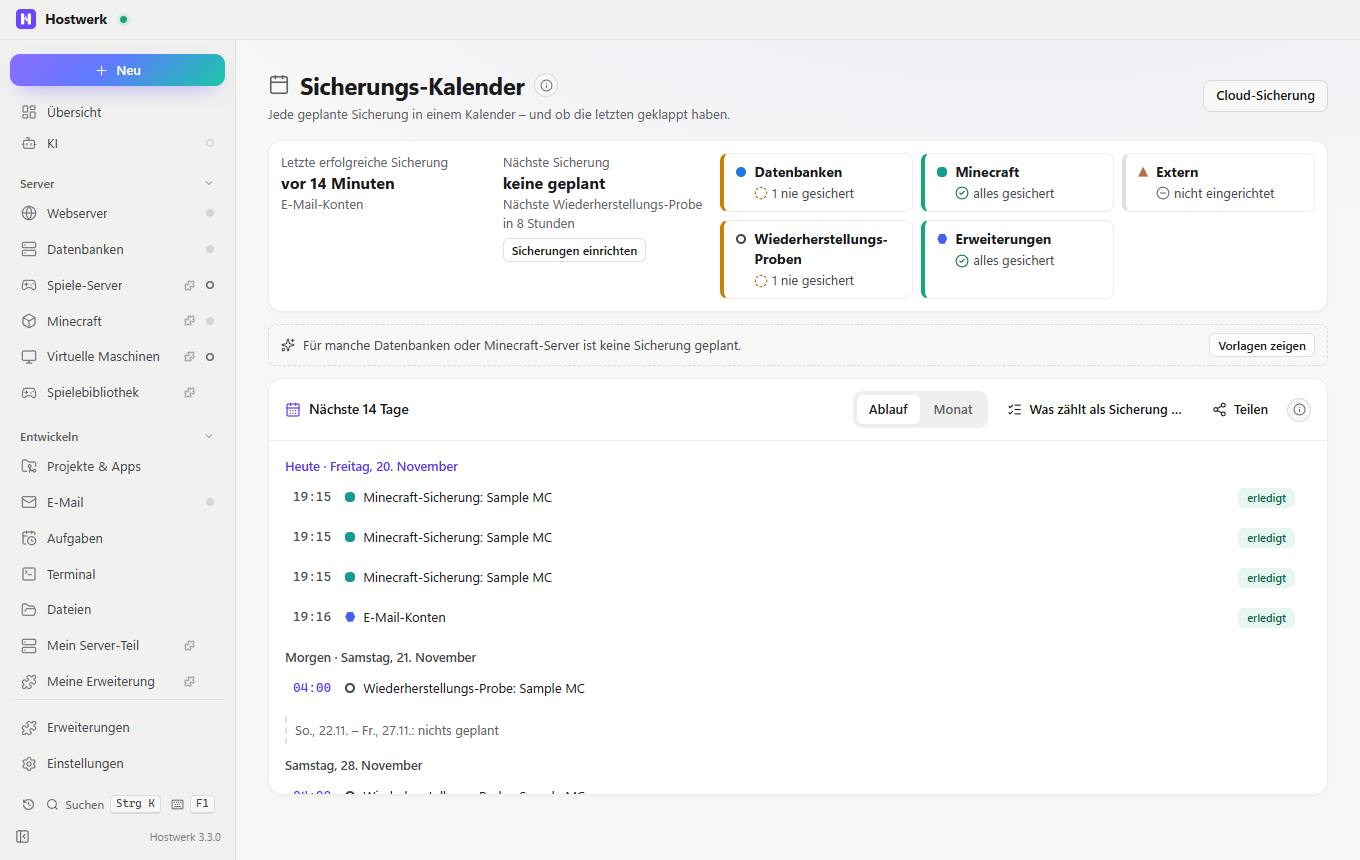 Hostwerk
Neu
Übersicht
KI
Server
Webserver
Datenbanken
Spiele-Server
Minecraft
Virtuelle Maschinen
Spielebibliothek
Entwickeln
Projekte & Apps
E-Mail
Aufgaben
Terminal
Dateien
Mein Server-Teil
Meine Erweiterung
Erweiterungen
Einstellungen
Suchen Strg K F1
Hostwerk 3.3.0
Sicherungs-Kalender
Jede geplante Sicherung in einem Kalender – und ob die letzten geklappt haben.
Cloud-Sicherung
Letzte erfolgreiche Sicherung
vor 14 Minuten
E-Mail-Konten
Nächste Sicherung
keine geplant
Nächste Wiederherstellungs-Probe
in 8 Stunden
Sicherungen einrichten
Datenbanken
1 nie gesichert
Minecraft
alles gesichert
Extern
nicht eingerichtet
Wiederherstellungs-
Proben
1 nie gesichert
Erweiterungen
alles gesichert
Für manche Datenbanken oder Minecraft-Server ist keine Sicherung geplant.
Vorlagen zeigen
Nächste 14 Tage
Ablauf Monat Was zählt als Sicherung ... Teilen
Heute · Freitag, 20. November
19:15 Minecraft-Sicherung: Sample MC erledigt
19:15 Minecraft-Sicherung: Sample MC erledigt
19:15 Minecraft-Sicherung: Sample MC erledigt
19:16 E-Mail-Konten erledigt
Morgen · Samstag, 21. November
04:00 Wiederherstellungs-Probe: Sample MC
So., 22.11. – Fr., 27.11.: nichts geplant
Samstag, 28. November